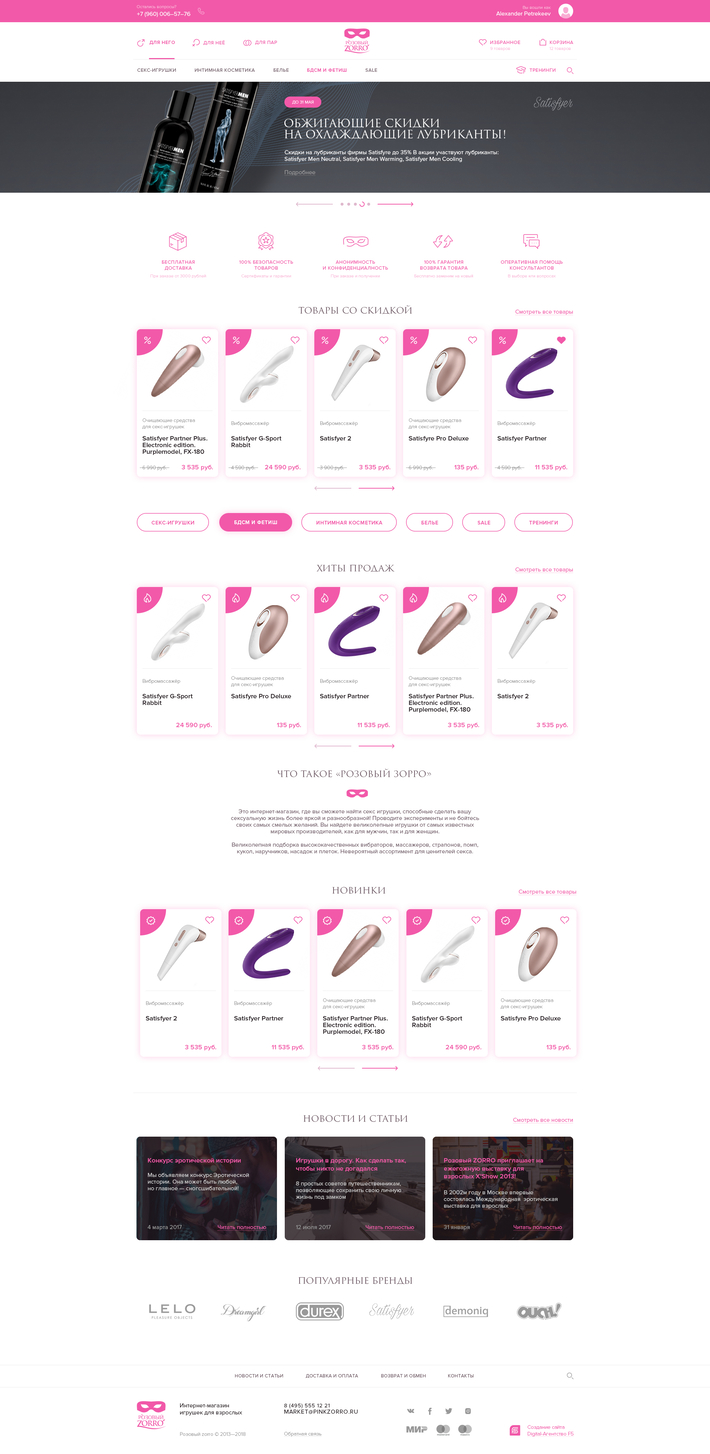 Остались вопросы?
+7 (960) 006–57–76
Вы вошли как
Alexander Petrekeev
ДЛЯ НЕГО
ДЛЯ НЕЁ
ДЛЯ ПАР
РОЗОВЫЙ
ZORRO
ИЗБРАННОЕ
КОРЗИНА
СЕКС-ИГРУШКИ
ИНТИМНАЯ КОСМЕТИКА
БЕЛЬЕ
БДСМ И ФЕТИШ
SALE
ТРЕНИНГИ
ДО 31 МАЯ
Satisfyer
ОБЖИГАЮЩИЕ СКИДКИ
НА ОХЛАЖДАЮЩИЕ ЛУБРИКАНТЫ!
Скидки на лубриканты фирмы Satisfyre до 35% В акции участвуют лубриканты:
Satisfyer Men Neutral, Satisfyer Men Warming, Satisfyer Men Cooling
Подробнее
БЕСПЛАТНАЯ
ДОСТАВКА
100% БЕЗОПАСНОСТЬ
ТОВАРОВ
АНОНИМНОСТЬ
И КОНФИДЕНЦИАЛНОСТЬ
100% ГАРАНТИЯ
ВОЗВРАТА ТОВАРА
ОПЕРАТИВНАЯ ПОМОЩЬ
КОНСУЛЬТАНТОВ
ТОВАРЫ СО СКИДКОЙ
Смотреть все товары
Очищающие средства
для секс-игрушек
Satisfyer Partner Plus.
Electronic edition.
Purplemodel, FX-180
6 990 руб.
3 535 руб.
Вибромассажёр
Satisfyer G-Sport
Rabbit
4 590 руб.
24 590 руб.
Вибромассажёр
Satisfyer 2
3 990 руб.
3 535 руб.
Очищающие средства
для секс-игрушек
Satisfyre Pro Deluxe
6 990 руб.
135 руб.
Вибромассажёр
Satisfyer Partner
4 590 руб.
11 535 руб.
СЕКС-ИГРУШКИ
БДСМ И ФЕТИШ
ИНТИМНАЯ КОСМЕТИКА
БЕЛЬЕ
SALE
ТРЕНИНГИ
ХИТЫ ПРОДАЖ
Смотреть все товары
Вибромассажёр
Satisfyer G-Sport
Rabbit
24 590 руб.
Очищающие средства
для секс-игрушек
Satisfyre Pro Deluxe
135 руб.
Вибромассажёр
Satisfyer Partner
11 535 руб.
Очищающие средства
для секс-игрушек
Satisfyer Partner Plus.
Electronic edition.
Purplemodel, FX-180
3 535 руб.
Вибромассажёр
Satisfyer 2
3 535 руб.
ЧТО ТАКОЕ «РОЗОВЫЙ ЗОРРО»
Это интернет-магазин, где вы сможете найти секс игрушки, способные сделать вашу
сексуальную жизнь более яркой и разнообразной! Проводите эксперименты и не бойтесь
своих самых смелых желаний. Вы найдете великолепные игрушки от самых известных
мировых производителей, как для мужчин, так и для женщин.
Великолепная подборка высококачественных вибраторов, массажеров, страпонов, помп,
кукол, наручников, насадок и плеток. Невероятный ассортимент для ценителей секса.
НОВИНКИ
Смотреть все товары
Вибромассажёр
Satisfyer 2
3 535 руб.
Вибромассажёр
Satisfyer Partner
11 535 руб.
Очищающие средства
для секс-игрушек
Satisfyer Partner Plus.
Electronic edition.
Purplemodel, FX-180
3 535 руб.
Вибромассажёр
Satisfyer G-Sport
Rabbit
24 590 руб.
Очищающие средства
для секс-игрушек
Satisfyre Pro Deluxe
135 руб.
НОВОСТИ И СТАТЬИ
Смотреть все новости
Конкурс эротической истории
Мы объявляем конкурс Эротической
истории. Она может быть любой,
но главное — сногсшибательной!
4 марта 2017
Читать полностью
Игрушки в дорогу. Как сделать так,
чтобы никто не догадался
8 простых советов путешественникам,
позволяющие сохранить свою личную
жизнь под замком
12 июля 2017
Читать полностью
Розовый ZORRO приглашает на
ежегожную выставку для
взрослых X'Show 2012!
В 2002м году в Москве впервые
состоялась Международная эротическая
выставка для взрослых
31 января
Читать полностью
ПОПУЛЯРНЫЕ БРЕНДЫ
LELO
PLEASURE OBJECTS
Dreamgirl
durex
Satisfyer
demoniq
OUCH!
НОВОСТИ И СТАТЬИ
ДОСТАВКА И ОПЛАТА
ВОЗВРАТ И ОБМЕН
КОНТАКТЫ
РОЗОВЫЙ
ZORRO
Интернет-магазин
игрушек для взрослых
Розовый zorro © 2013—2018
8 (495) 555 12 21
MARKET@PINKZORRO.RU
Обратная связь
МИР
Создание сайта
Digital-Агентство F5